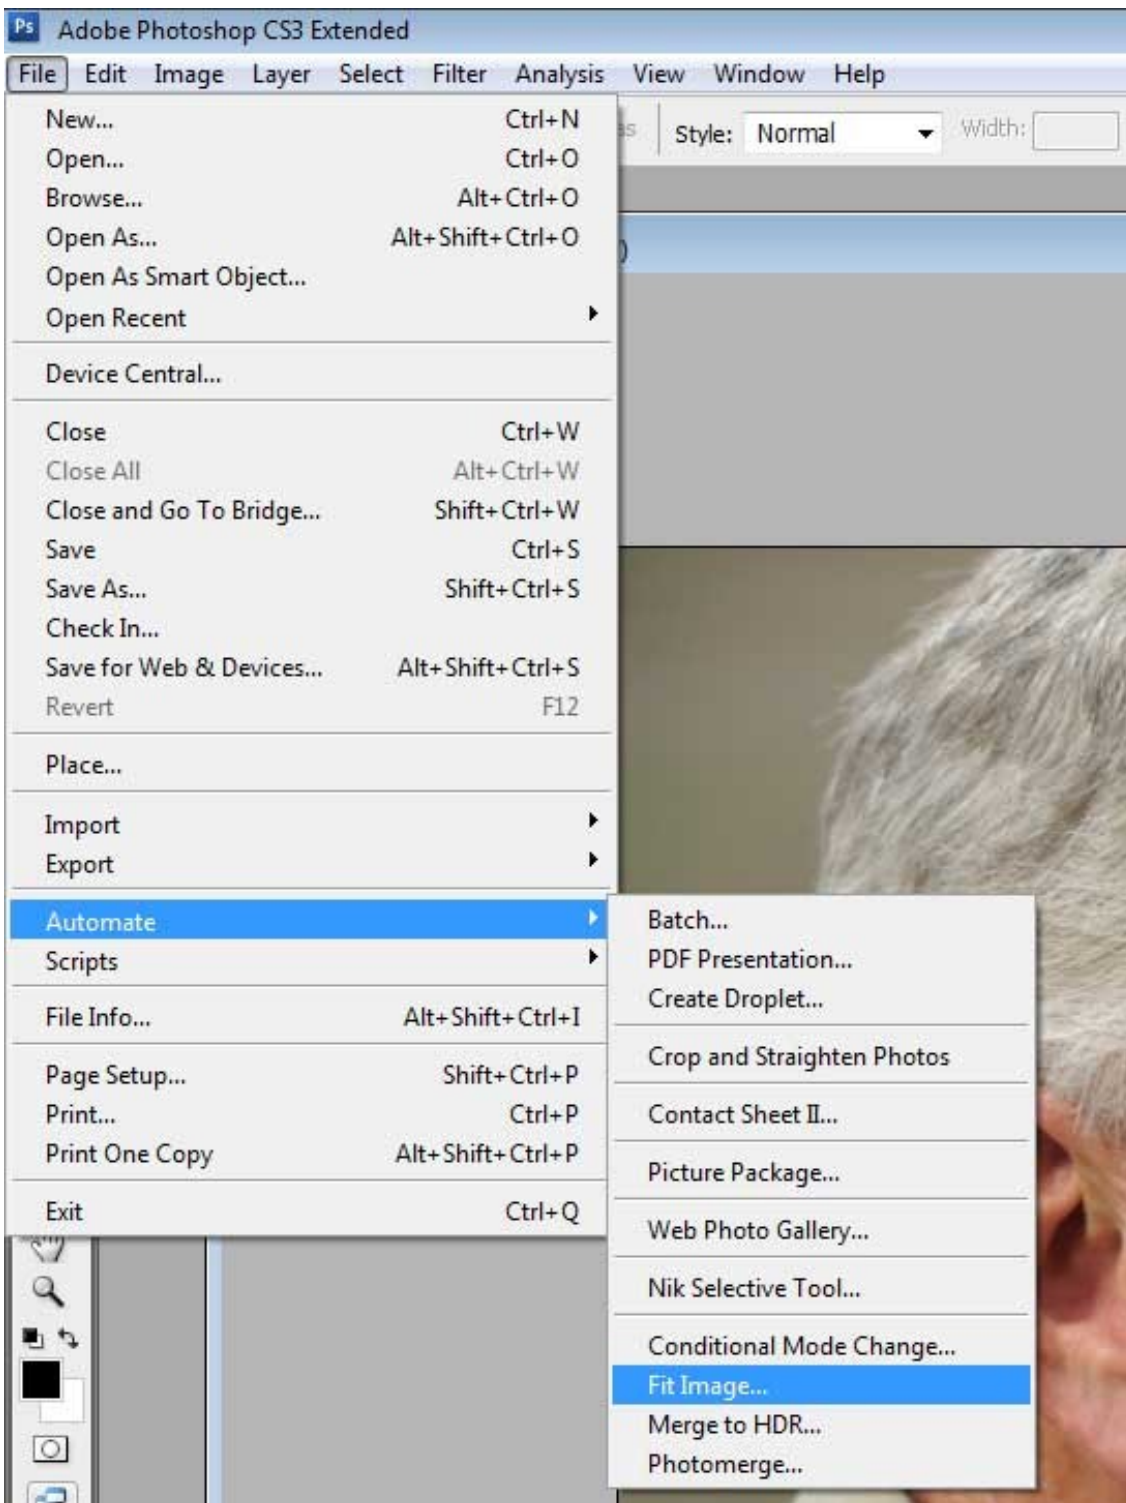 Ps Adobe Photoshop CS3 Extended
File Edit Image Layer Select Filter Analysis View Window Help
Style: Normal Width:
New... Ctrl+N
Open... Ctrl+O
Browse... Alt+Ctrl+O
Open As... Alt+Shift+Ctrl+O
Open As Smart Object...
Open Recent
Device Central...
Close Ctrl+W
Close All Alt+Ctrl+W
Close and Go To Bridge... Shift+Ctrl+W
Save Ctrl+S
Save As... Shift+Ctrl+S
Check In...
Save for Web & Devices... Alt+Shift+Ctrl+S
Revert F12
Place...
Import
Export
Automate
Scripts
File Info... Alt+Shift+Ctrl+I
Page Setup... Shift+Ctrl+P
Print... Ctrl+P
Print One Copy Alt+Shift+Ctrl+P
Exit Ctrl+Q
Batch...
PDF Presentation...
Create Droplet...
Crop and Straighten Photos
Contact Sheet II...
Picture Package...
Web Photo Gallery...
Nik Selective Tool...
Conditional Mode Change...
Fit Image...
Merge to HDR...
Photomerge...